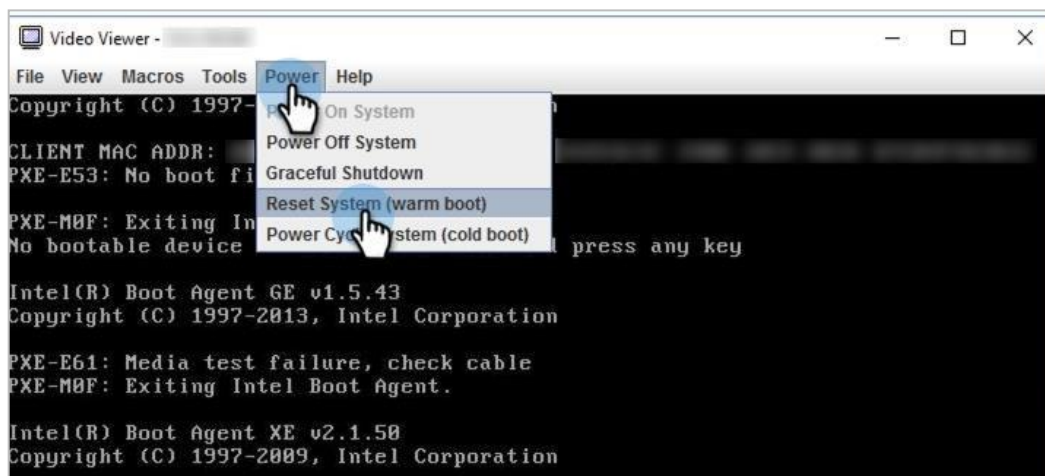 Video Viewer -
File View Macros Tools Power Help
Copyright (C) 1997-
On System
Power Off System
CLIENT MAC ADDR:
Graceful Shutdown
PXE-E53: No boot fi
Reset System (warm boot)
PXE-M0F: Exiting In
Power System (cold boot)
No bootable device press any key
Intel(R) Boot Agent GE v1.5.43
Copyright (C) 1997-2013, Intel Corporation
PXE-E61: Media test failure, check cable
PXE-M0F: Exiting Intel Boot Agent.
Intel(R) Boot Agent XE v2.1.50
Copyright (C) 1997-2009, Intel Corporation